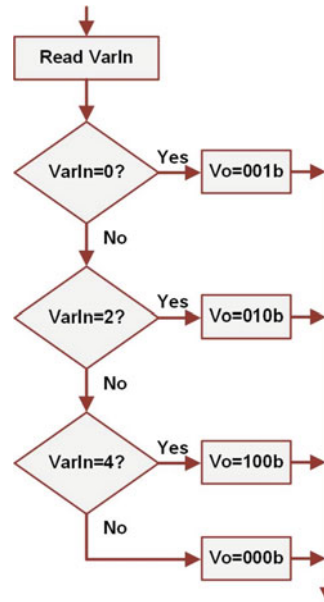 Read VarIn
VarIn=0?
Yes
Vo=001b
No
VarIn=2?
Yes
Vo=010b
No
VarIn=4?
Yes
Vo=100b
No
Vo=000b